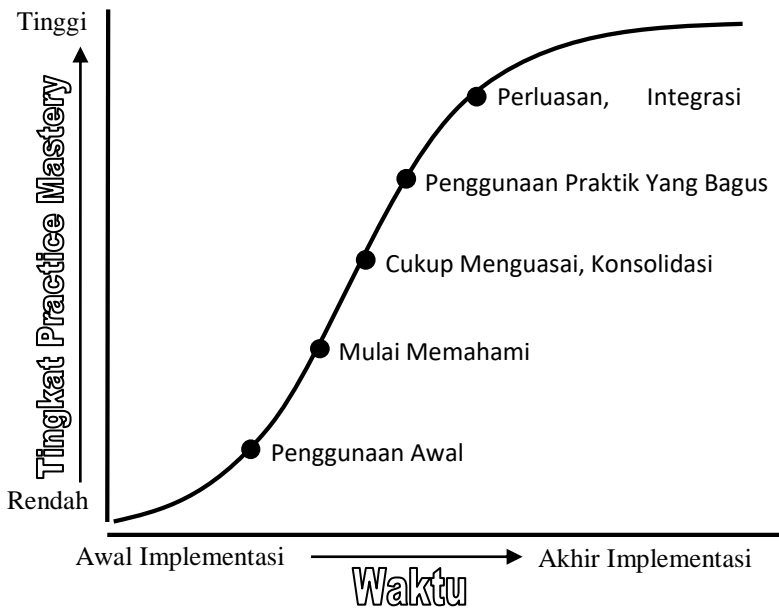 Tinggi
Tingkat Practice Mastery
Perluasan, Integrasi
Penggunaan Praktik Yang Bagus
Cukup Menguasai, Konsolidasi
Mulai Memahami
Penggunaan Awal
Rendah
Awal Implementasi
Akhir Implementasi
Waktu